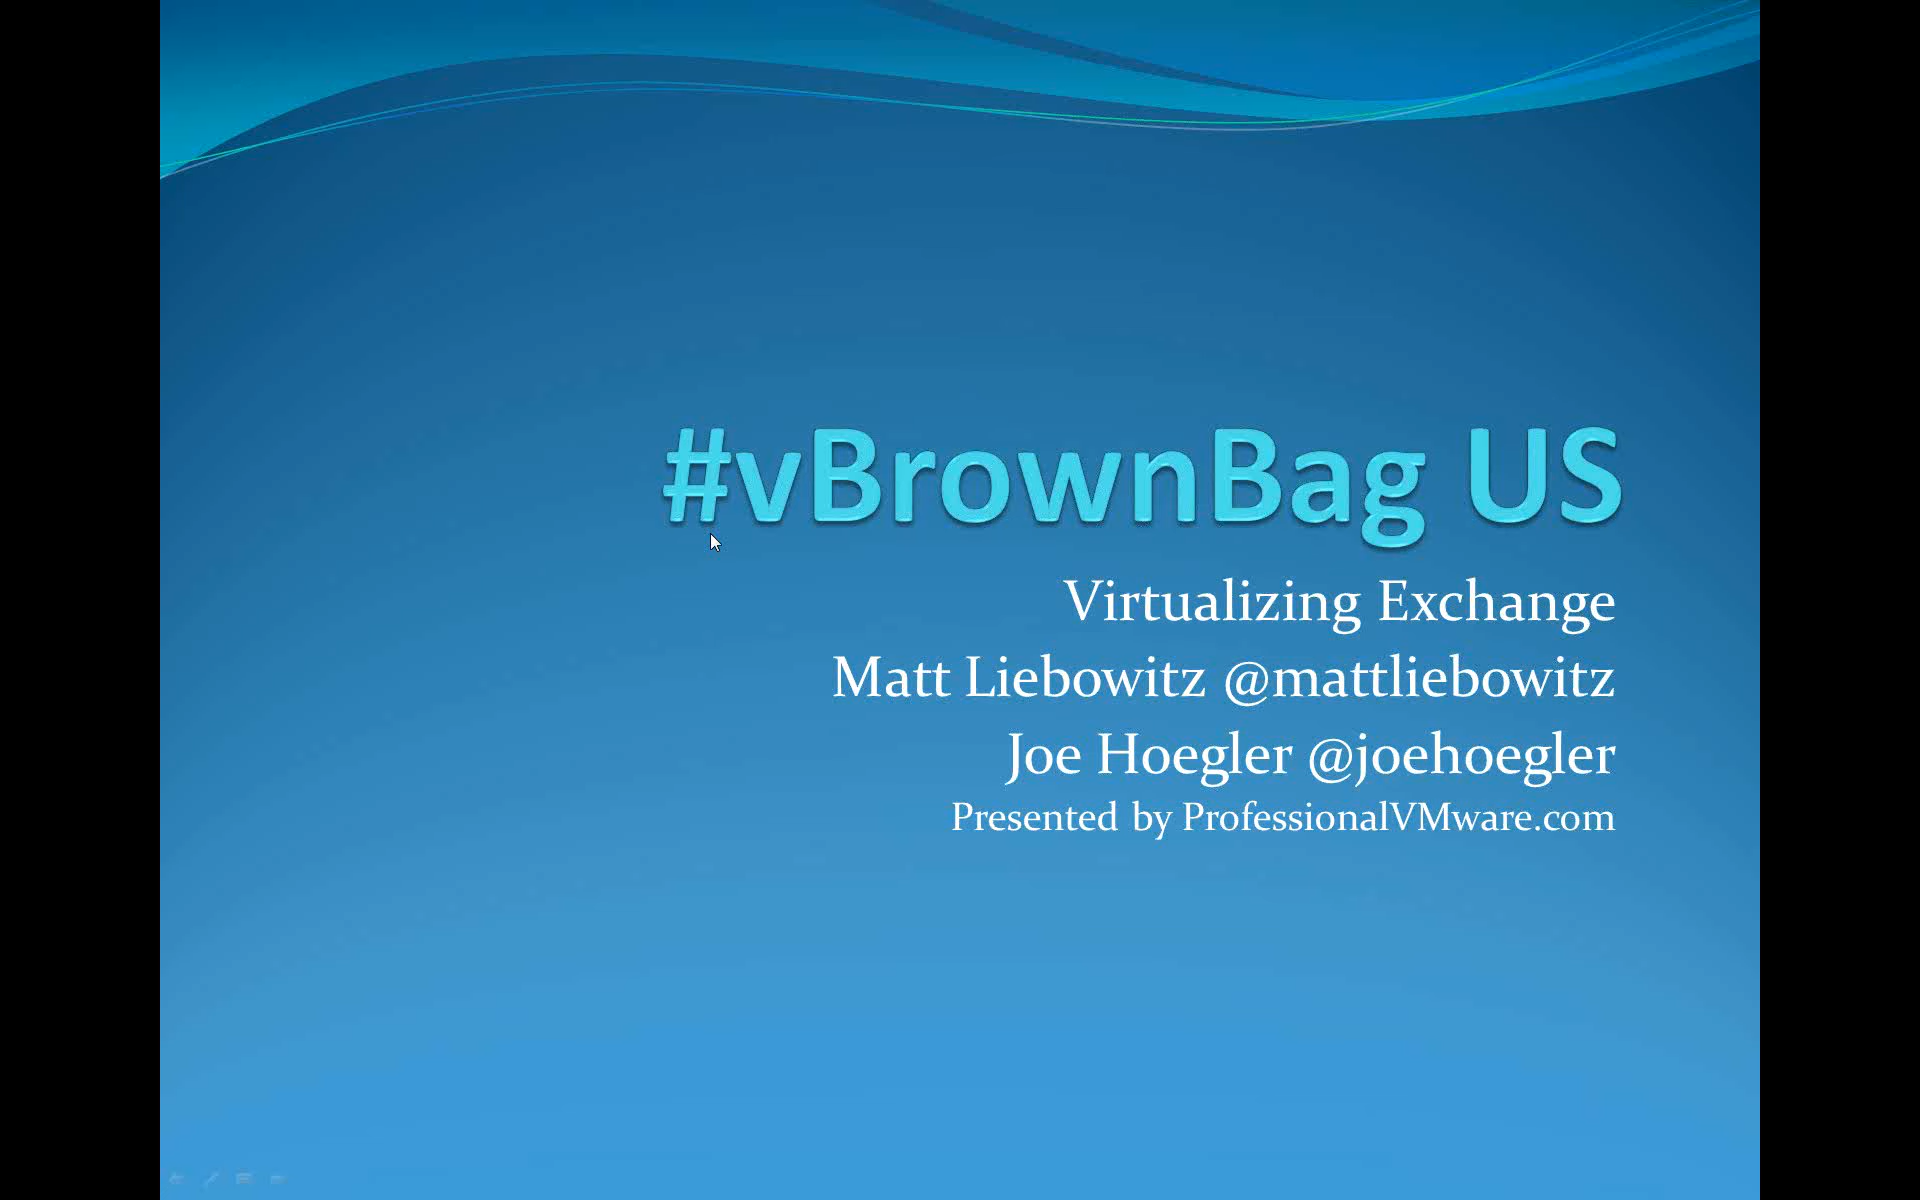 #vBrownBag US
Virtualizing Exchange
Matt Liebowitz @mattliebowitz
Joe Hoegler @joehoegler
Presented by ProfessionalVMware.com